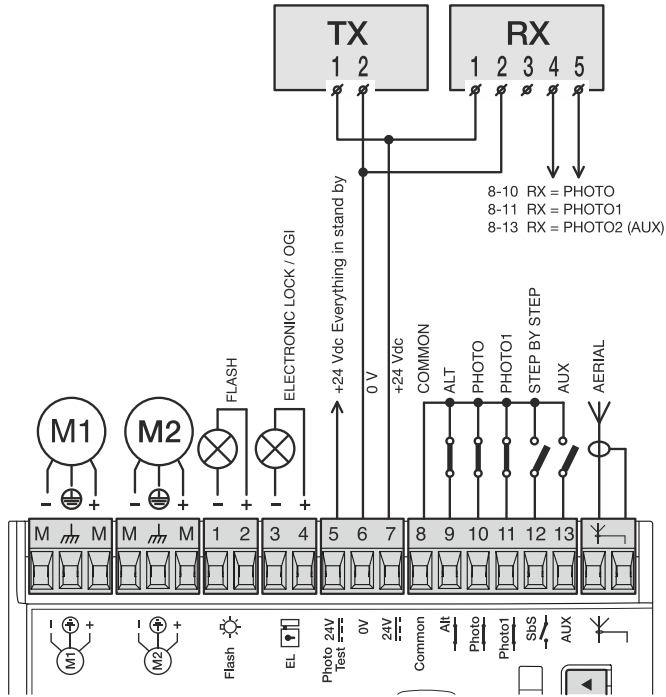 TX
RX
1 2
1 2 3 4 5
8-10 RX = PHOTO
8-11 RX = PHOTO1
8-13 RX = PHOTO2 (AUX)
FLASH
ELECTRONIC LOCK / OGI
+24 Vdc Everything in stand by
0 V
+24 Vdc
COMMON
ALT
PHOTO
PHOTO1
STEP BY STEP
AUX
AERIAL
M1
M2
- +
- +
- +
- +
M M M M 1 2 3 4 5 6 7 8 9 10 11 12 13
- +
M1
- +
M2
Flash
EL
Photo Test 24V
0V
24V
Common
Alt
Photo
Photo1
SbS
AUX